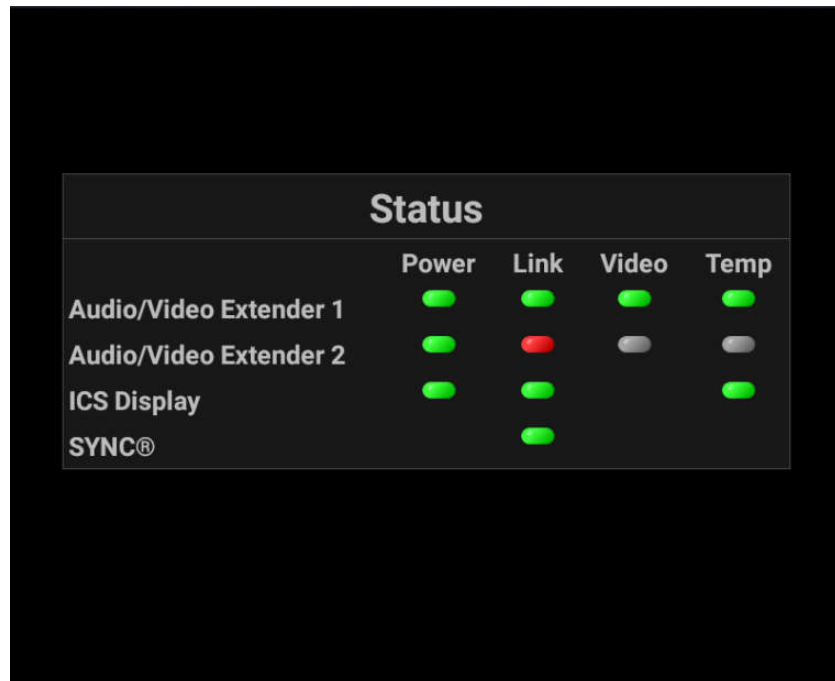 Status
Power Link Video Temp
Audio/Video Extender 1
Audio/Video Extender 2
ICS Display
SYNC®